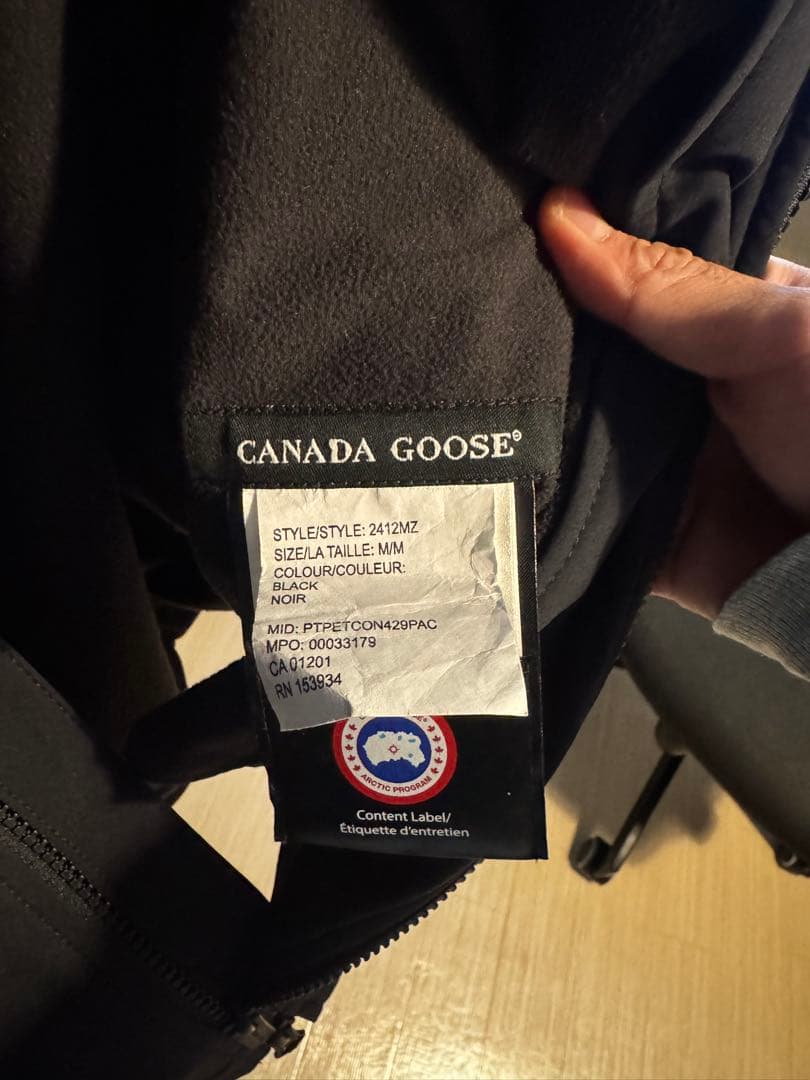 CANADA GOOSE®
STYLE/STYLE: 2412MZ
SIZE/LA TAILLE: M/M
COLOUR/COULEUR:
BLACK
NOIR
MID: PTPETCON429PAC
MPO: 00033179
CA 01201
RN 153934
ARCTIC PROGRAM
Content Label/
Étiquette d'entretien